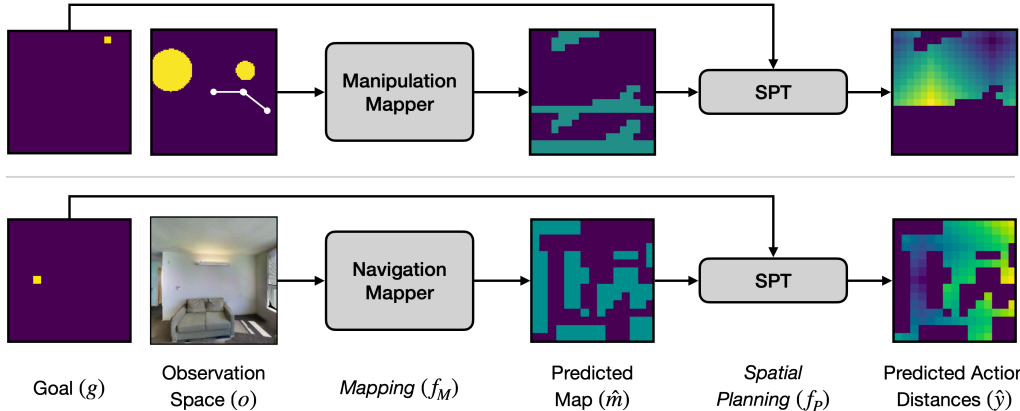 Manipulation
Mapper
SPT
Navigation
Mapper
SPT
Goal (g)
Observation
Space (o)
Mapping (f_M)
Predicted
Map (m̂)
Spatial
Planning (f_P)
Predicted Action
Distances (ŷ)